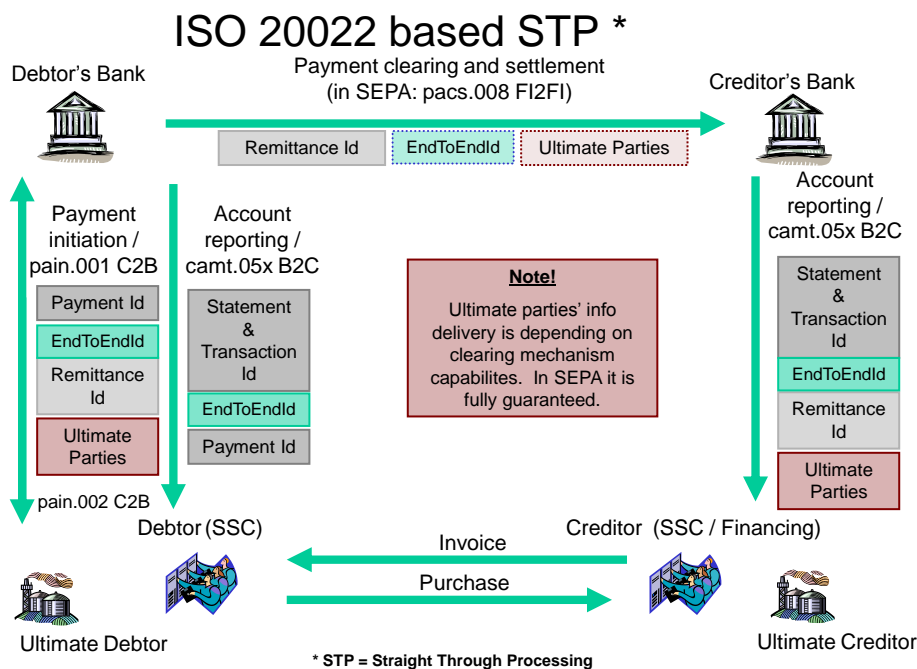 ISO 20022 based STP *
Debtor's Bank
Payment clearing and settlement
(in SEPA: pacs.008 FI2FI)
Creditor's Bank
Remittance Id
EndToEndId
Ultimate Parties
Payment
initiation /
pain.001 C2B
Payment Id
EndToEndId
Remittance
Id
Ultimate
Parties
pain.002 C2B
Account
reporting /
camt.05x B2C
Statement
&
Transaction
Id
EndToEndId
Payment Id
Note!
Ultimate parties' info
delivery is depending on
clearing mechanism
capabilites. In SEPA it is
fully guaranteed.
Account
reporting /
camt.05x B2C
Statement
&
Transaction
Id
EndToEndId
Remittance
Id
Ultimate
Parties
Debtor (SSC)
Creditor (SSC / Financing)
Invoice
Purchase
Ultimate Debtor
Ultimate Creditor
* STP = Straight Through Processing